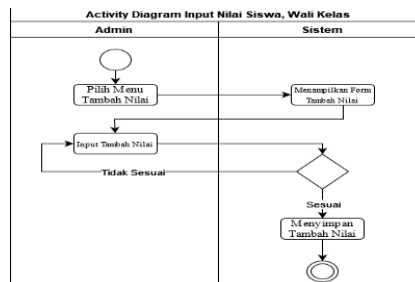 Activity Diagram Input Nilai Siswa, Wali Kelas
Admin
Sistem
Pilih Menu
Tambah Nilai
Menampilkan Form
Tambah Nilai
Input Tambah Nilai
Tidak Sesuai
Sesuai
Menyimpan
Tambah Nilai